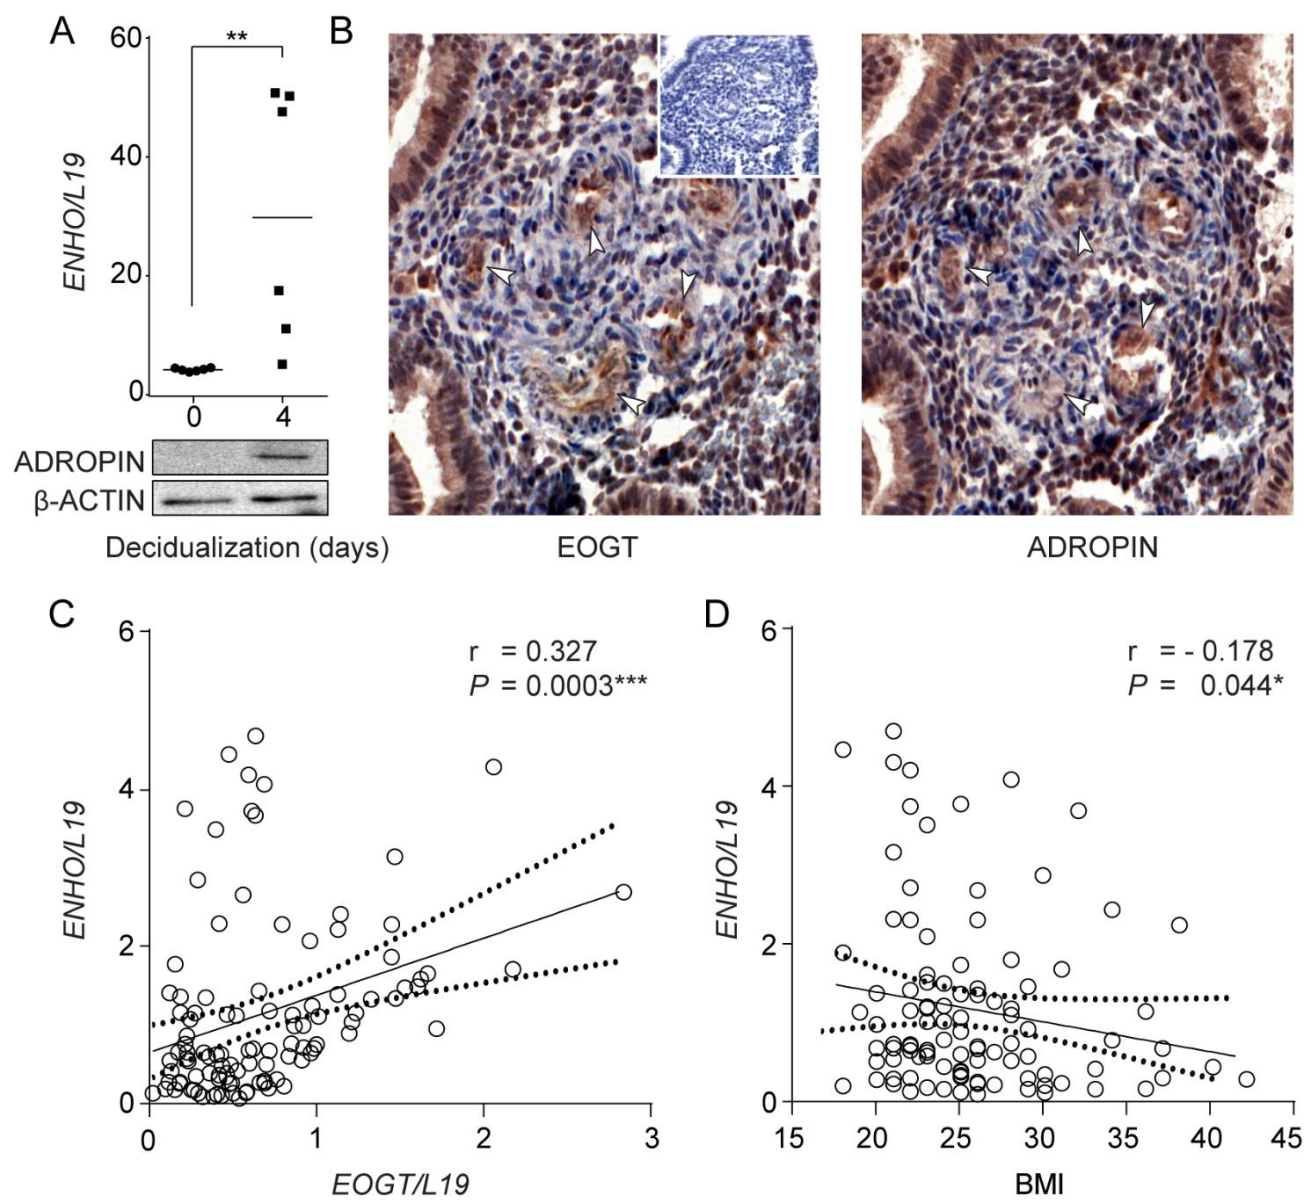 A
B
**
60
40
20
0
ENHO/L19
0 4
ADROPIN
β-ACTIN
Decidualization (days)
EOGT
ADROPIN
C
r = 0.327
P = 0.0003***
6
4
2
0
ENHO/L19
0 1 2 3
EOGT/L19
D
r = - 0.178
P = 0.044*
6
4
2
0
ENHO/L19
15 20 25 30 35 40 45
BMI